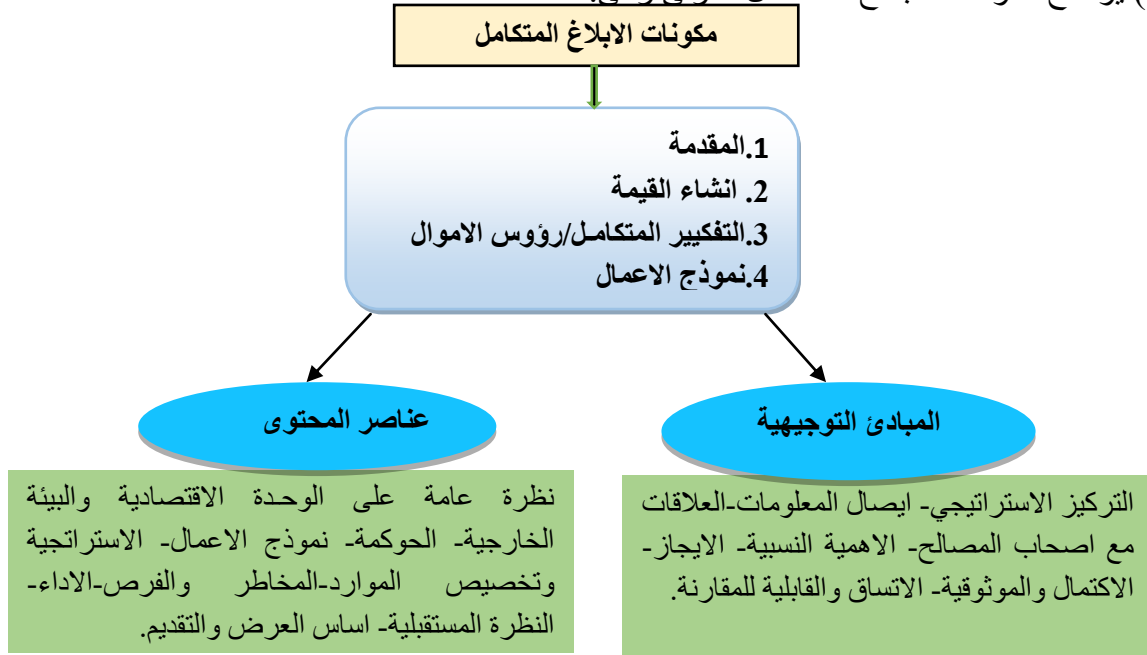 مكونات الابلاغ المتكامل
1.المقدمة
2. انشاء القيمة
3.التفكيير المتكامل/رؤوس الاموال
4.نموذج الاعمال
المبادئ التوجيهية
التركيز الاستراتيجي- ايصال المعلومات-العلاقات
مع اصحاب المصالح- الاهمية النسبية- الايجاز-
الاكتمال والموثوقية- الاتساق والقابلية للمقارنة.
عناصر المحتوى
نظرة عامة على الوحدة الاقتصادية والبيئة
الخارجية- الحوكمة- نموذج الاعمال- الاستراتجية
وتخصيص الموارد-المخاطر والفرص-الاداء-
النظرة المستقبلية- اساس العرض والتقديم.